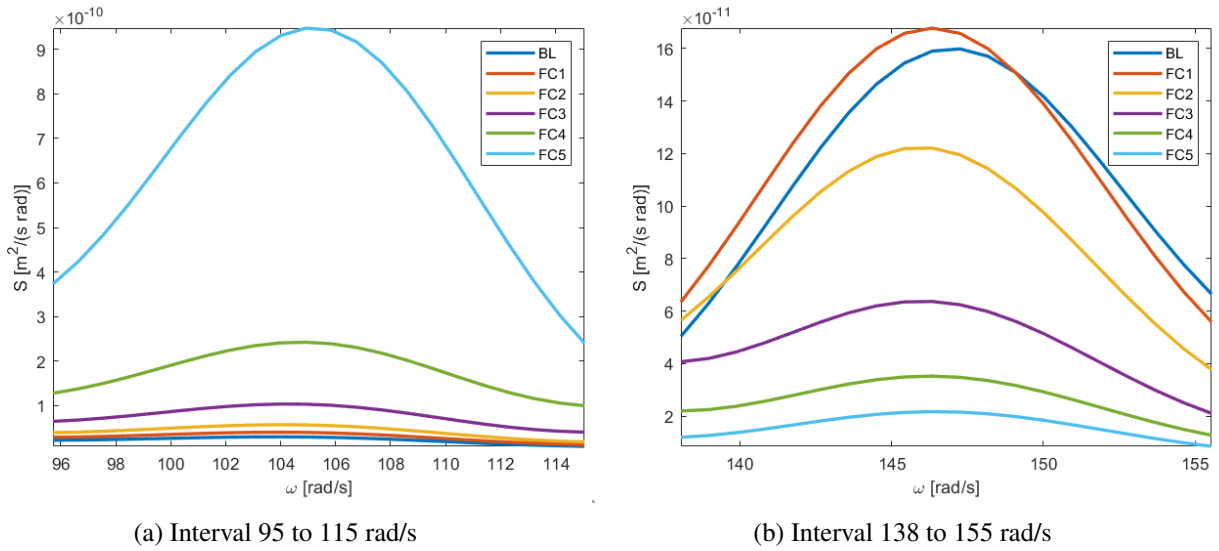 ×10⁻¹⁰
9
8
7
6
5
4
3
2
1
S [m²/(s rad)]
96 98 100 102 104 106 108 110 112 114
ω [rad/s]
BL
FC1
FC2
FC3
FC4
FC5
(a) Interval 95 to 115 rad/s
×10⁻¹¹
16
14
12
10
8
6
4
2
S [m²/(s rad)]
140 145 150 155
ω [rad/s]
BL
FC1
FC2
FC3
FC4
FC5
(b) Interval 138 to 155 rad/s